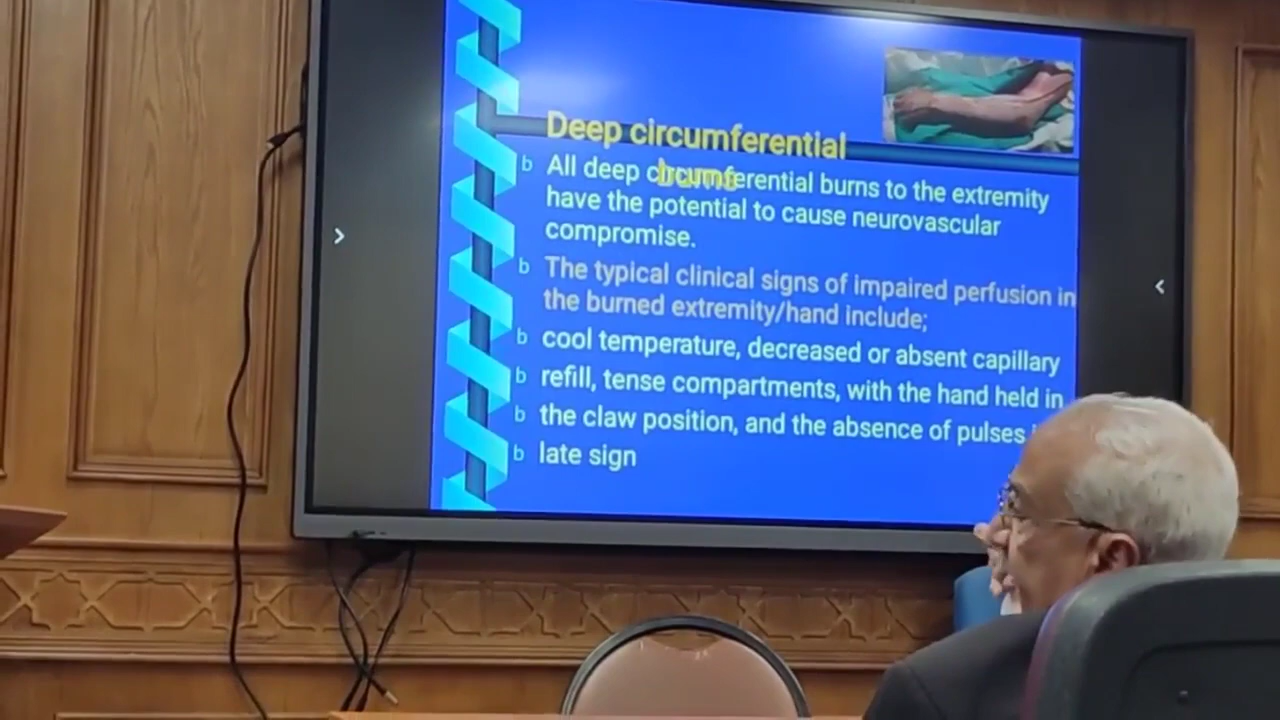 Deep circumferential
burns
b All deep circumferential burns to the extremity
have the potential to cause neurovascular
compromise.
b The typical clinical signs of impaired perfusion in
the burned extremity/hand include;
b cool temperature, decreased or absent capillary
b refill, tense compartments, with the hand held in
b the claw position, and the absence of pulses
b late sign